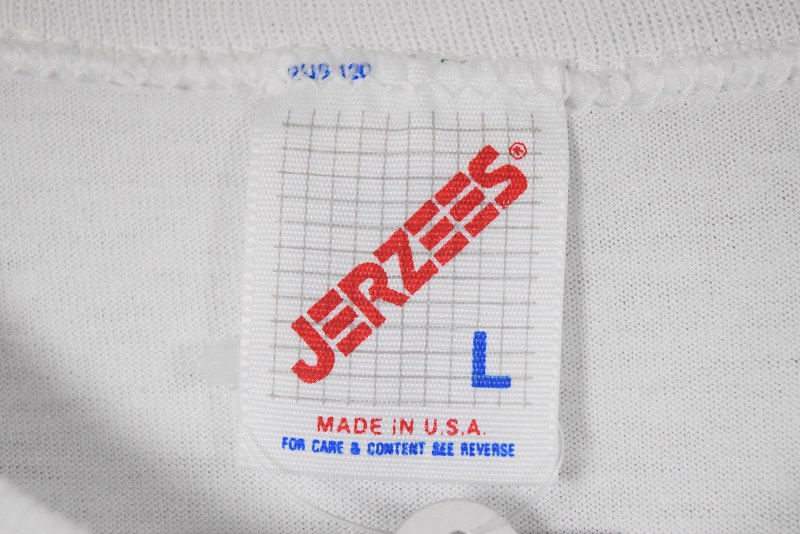 JERZEES®
L
MADE IN U.S.A.
FOR CARE & CONTENT SEE REVERSE